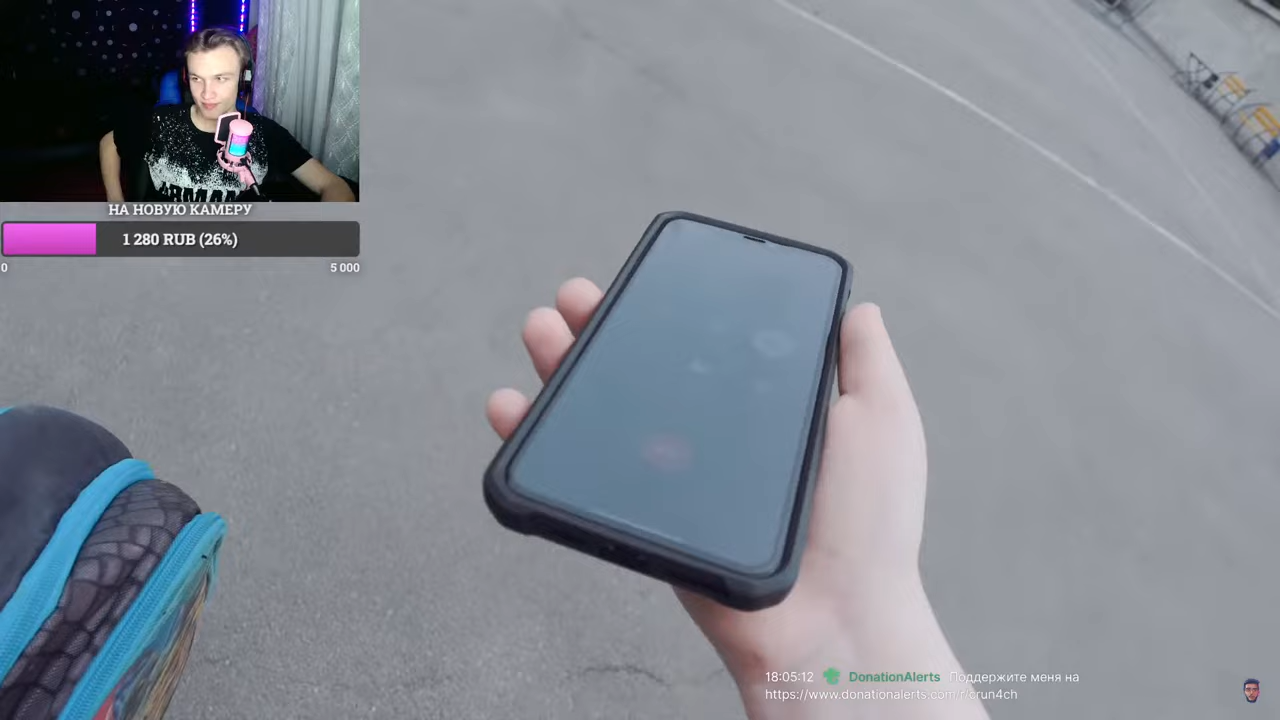 НА НОВУЮ КАМЕРУ
1 280 RUB (26%)
0
5 000
18:05:12 DonationAlerts Поддержите меня на
https://www.donationalerts.com/r/crun4ch